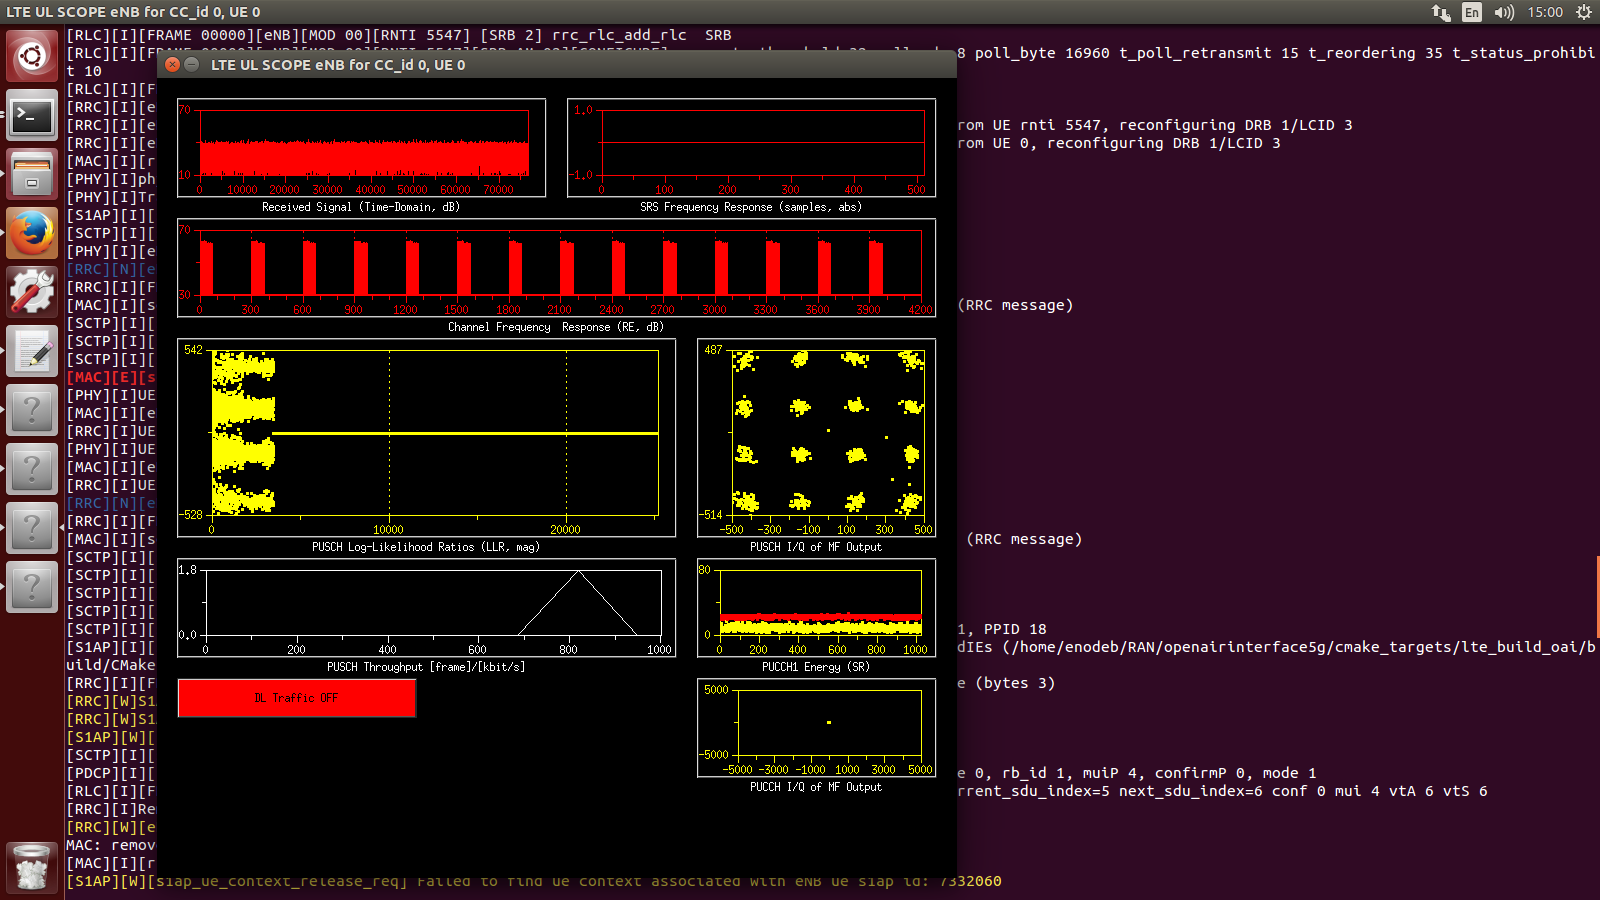 LTE UL SCOPE eNB for CC_id 0, UE 0
En
15:00
[RLC][I][FRAME 00000][eNB][MOD 00][RNTI 5547] [SRB 2] rrc_rlc_add_rlc  SRB
[RLC][I] 8 poll_byte 16960 t_poll_retransmit 15 t_reordering 35 t_status_prohibi
t 10
LTE UL SCOPE eNB for CC_id 0, UE 0
[RLC][I][F
[RRC][I][e
[RRC][I][e rom UE rnti 5547, reconfiguring DRB 1/LCID 3
[RRC][I][e rom UE 0, reconfiguring DRB 1/LCID 3
[MAC][I][r
[PHY][I]ph
[PHY][I]Tr
[S1AP][I][
[SCTP][I][
[PHY][I][e
[RRC][N][e
[RRC][I][F
[MAC][I][s (RRC message)
[SCTP][I][
[SCTP][I][
[SCTP][I][
[MAC][E][s
[PHY][I]UE
[MAC][I][e
[RRC][I]UE
[PHY][I]UE
[MAC][I][e
[RRC][I]UE
[RRC][N][e
[RRC][I][F
[MAC][I][s (RRC message)
[SCTP][I][
[SCTP][I][
[SCTP][I][
[SCTP][I][
[SCTP][I][ 1, PPID 18
[S1AP][I][ dIEs (/home/enodeb/RAN/openairinterface5g/cmake_targets/lte_build_oai/b
uild/CMake
[RRC][I][F e (bytes 3)
[RRC][W]S1
[RRC][W]S1
[S1AP][W][
[SCTP][I][
[PDCP][I][ e 0, rb_id 1, muiP 4, confirmP 0, mode 1
[RLC][I][F rrent_sdu_index=5 next_sdu_index=6 conf 0 mui 4 vtA 6 vtS 6
[RRC][I]Re
[RRC][W][e
MAC: remov
[MAC][I][r
[S1AP][W][s1ap_ue_context_release_req] Failed to find ue context associated with eNB ue s1ap id: 7332060
70
10
0 10000 20000 30000 40000 50000 60000 70000
Received Signal (Time-Domain, dB)
1.0
-1.0
0 100 200 300 400 500
SRS Frequency Response (samples, abs)
70
30
0 300 600 900 1200 1500 1800 2100 2400 2700 3000 3300 3600 3900 4200
Channel Frequency  Response (RE, dB)
542
-528
0 10000 20000
PUSCH Log-Likelihood Ratios (LLR, mag)
487
-514
-500 -300 -100 100 300 500
PUSCH I/Q of MF Output
1.8
0.0
0 200 400 600 800 1000
PUSCH Throughput [frame]/[kbit/s]
80
0
0 200 400 600 800 1000
PUCCH1 Energy (SR)
DL Traffic OFF
5000
-5000
-5000 -3000 -1000 1000 3000 5000
PUCCH I/Q of MF Output